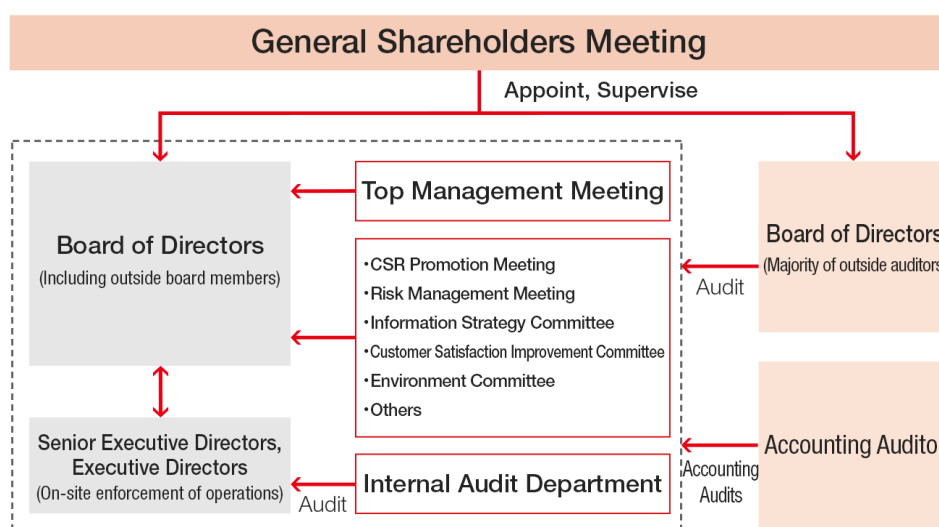 General Shareholders Meeting
Appoint, Supervise
Board of Directors
(Including outside board members)
Top Management Meeting
・CSR Promotion Meeting
・Risk Management Meeting
・Information Strategy Committee
・Customer Satisfaction Improvement Committee
・Environment Committee
・Others
Board of Directors
(Majority of outside auditors
Audit
Senior Executive Directors,
Executive Directors
(On-site enforcement of operations)
Audit
Internal Audit Department
Accounting Audito
Accounting
Audits